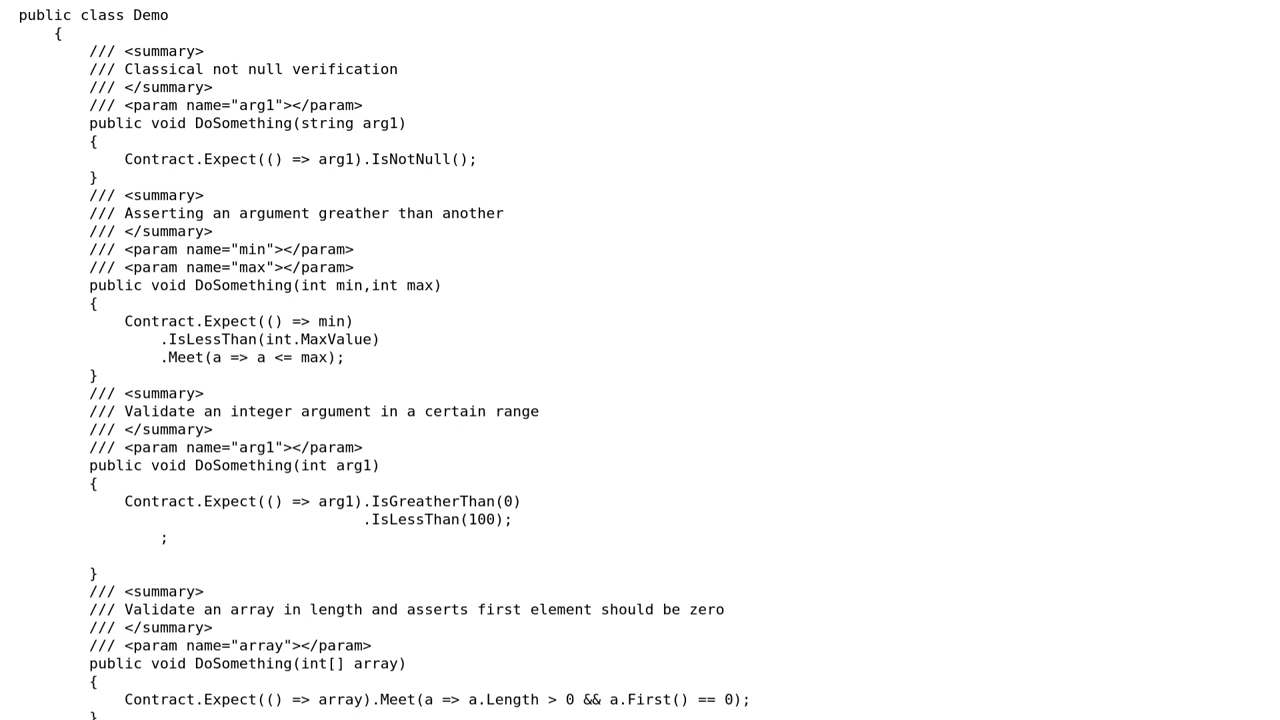 public class Demo
{
/// <summary>
/// Classical not null verification
/// </summary>
/// <param name="arg1"></param>
public void DoSomething(string arg1)
{
Contract.Expect(() => arg1).IsNotNull();
}
/// <summary>
/// Asserting an argument greather than another
/// </summary>
/// <param name="min"></param>
/// <param name="max"></param>
public void DoSomething(int min,int max)
{
Contract.Expect(() => min)
.IsLessThan(int.MaxValue)
.Meet(a => a <= max);
}
/// <summary>
/// Validate an integer argument in a certain range
/// </summary>
/// <param name="arg1"></param>
public void DoSomething(int arg1)
{
Contract.Expect(() => arg1).IsGreatherThan(0)
.IsLessThan(100);
;
}
/// <summary>
/// Validate an array in length and asserts first element should be zero
/// </summary>
/// <param name="array"></param>
public void DoSomething(int[] array)
{
Contract.Expect(() => array).Meet(a => a.Length > 0 && a.First() == 0);
}